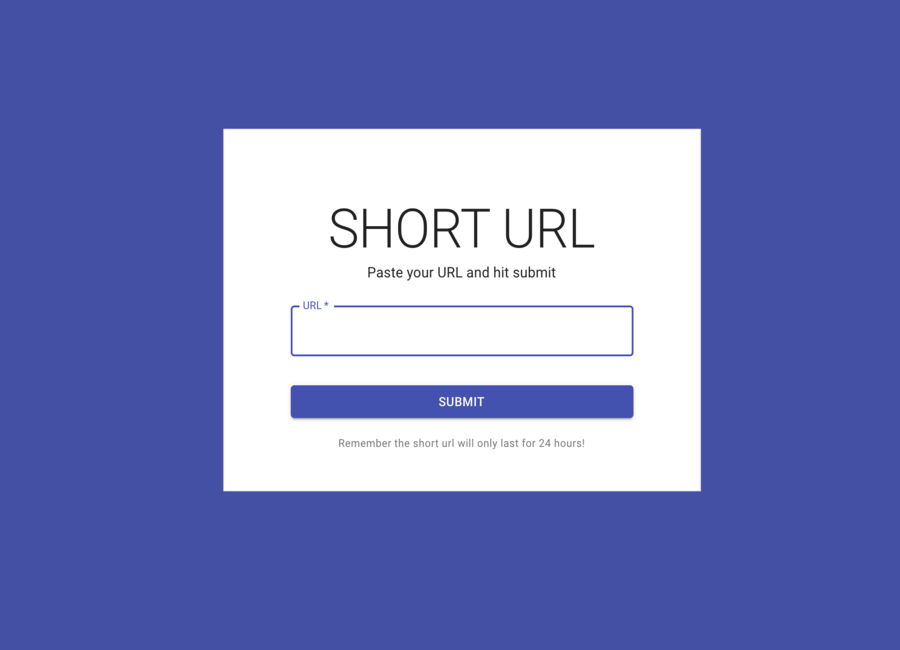 SHORT URL
Paste your URL and hit submit
URL *
SUBMIT
Remember the short url will only last for 24 hours!